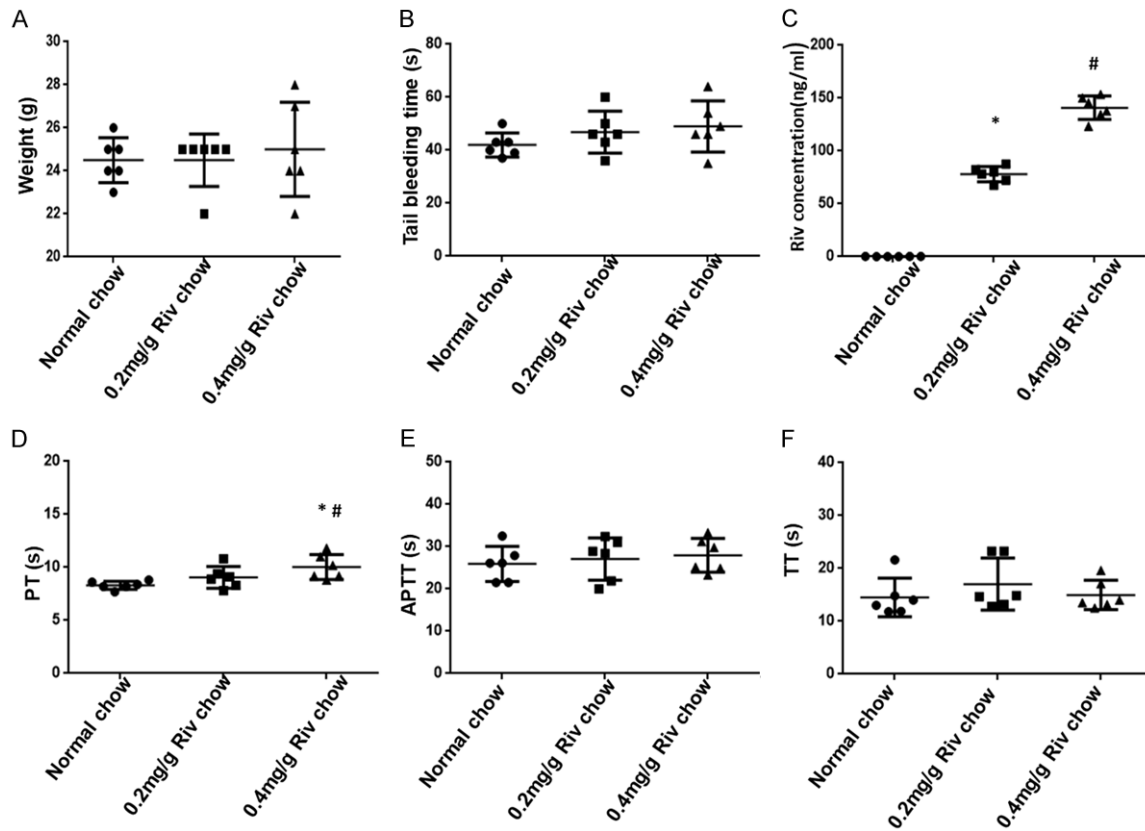 A
Weight (g)
30
28
26
24
22
20
Normal chow
0.2mg/g Riv chow
0.4mg/g Riv chow
B
Tail bleeding time (s)
80
60
40
20
0
Normal chow
0.2mg/g Riv chow
0.4mg/g Riv chow
C
Riv concentration(ng/ml)
200
150
100
50
0
*
#
Normal chow
0.2mg/g Riv chow
0.4mg/g Riv chow
D
PT (s)
20
15
10
5
0
* #
Normal chow
0.2mg/g Riv chow
0.4mg/g Riv chow
E
APTT (s)
50
40
30
20
10
0
Normal chow
0.2mg/g Riv chow
0.4mg/g Riv chow
F
TT (s)
40
30
20
10
0
Normal chow
0.2mg/g Riv chow
0.4mg/g Riv chow